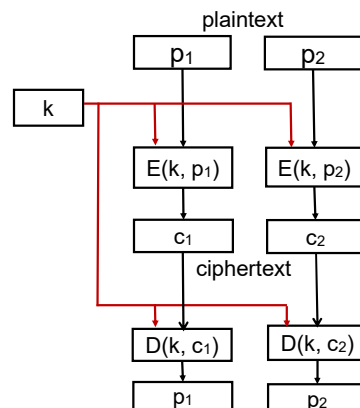 plaintext
p₁ p₂
k
E(k, p₁) E(k, p₂)
c₁ c₂
ciphertext
D(k, c₁) D(k, c₂)
p₁ p₂